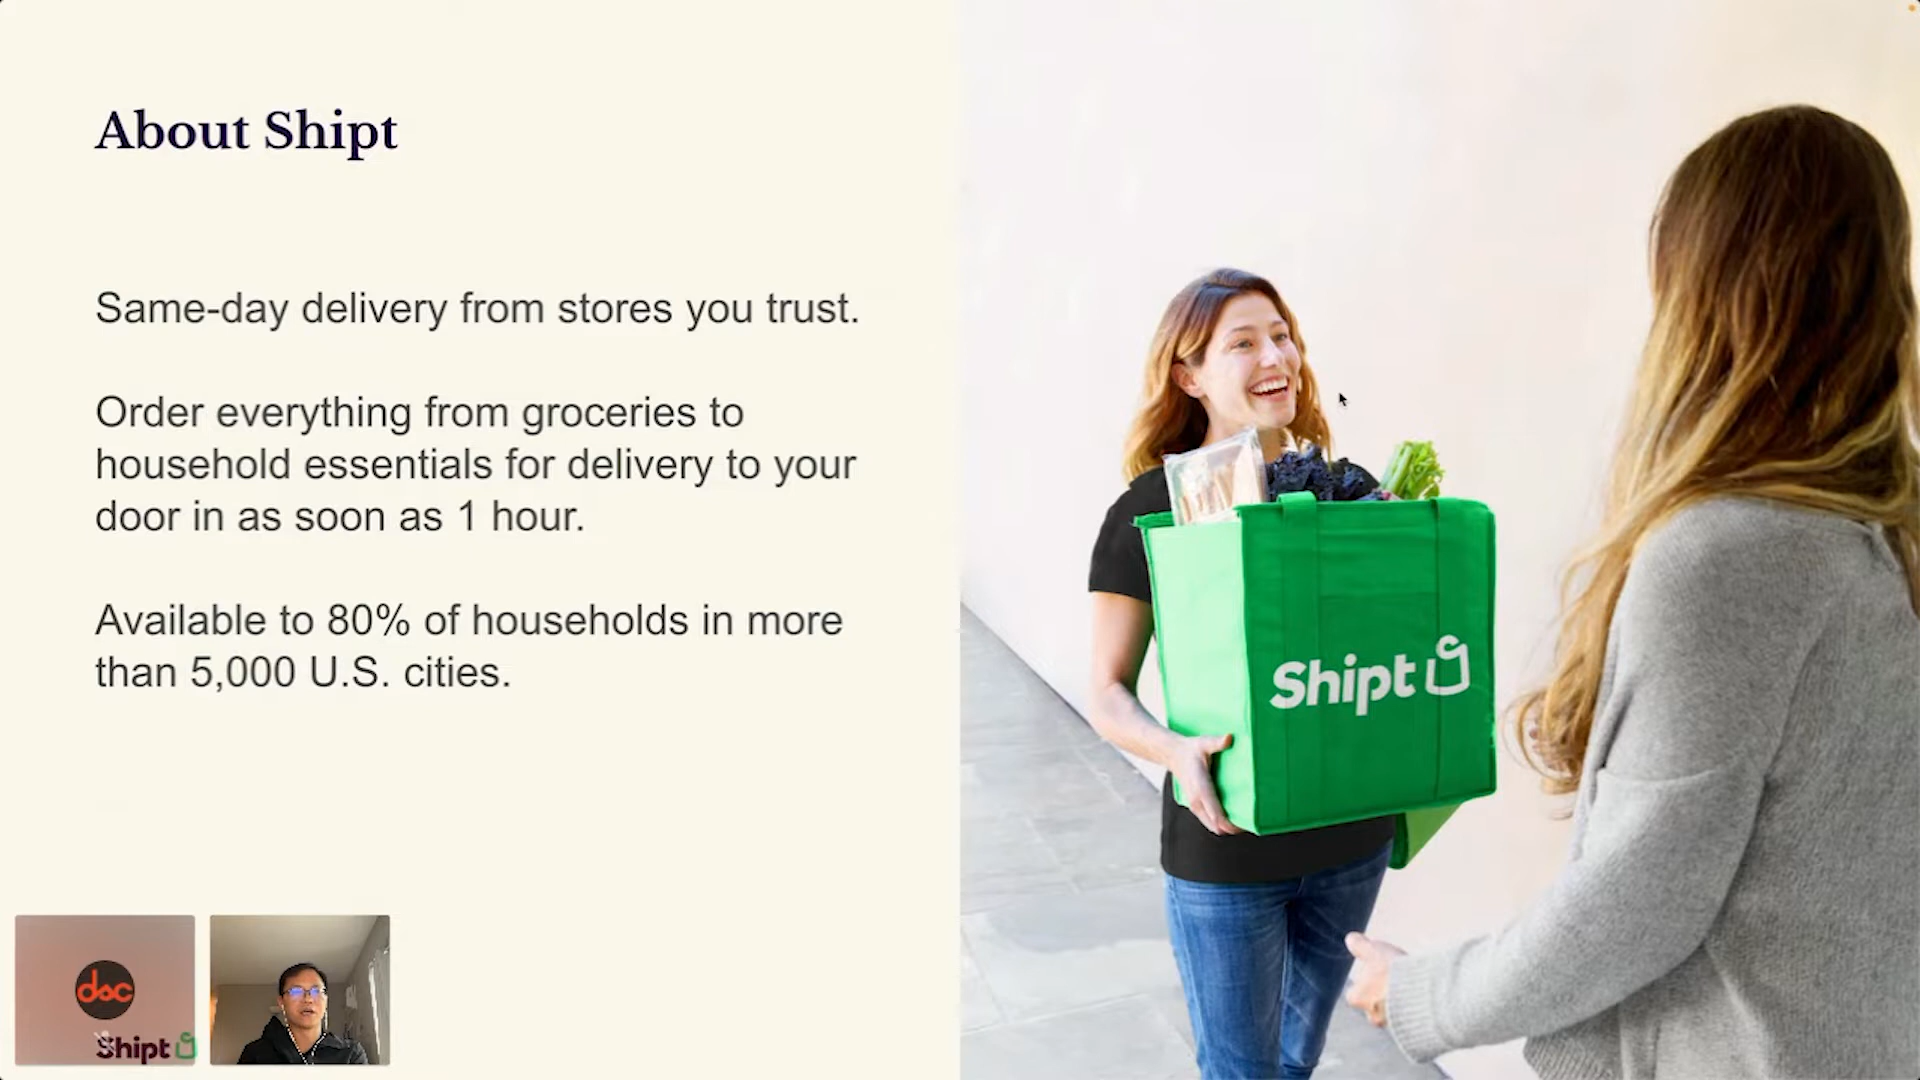 About Shipt
Same-day delivery from stores you trust.
Order everything from groceries to
household essentials for delivery to your
door in as soon as 1 hour.
Available to 80% of households in more
than 5,000 U.S. cities.
Shipt
doc
Shipt